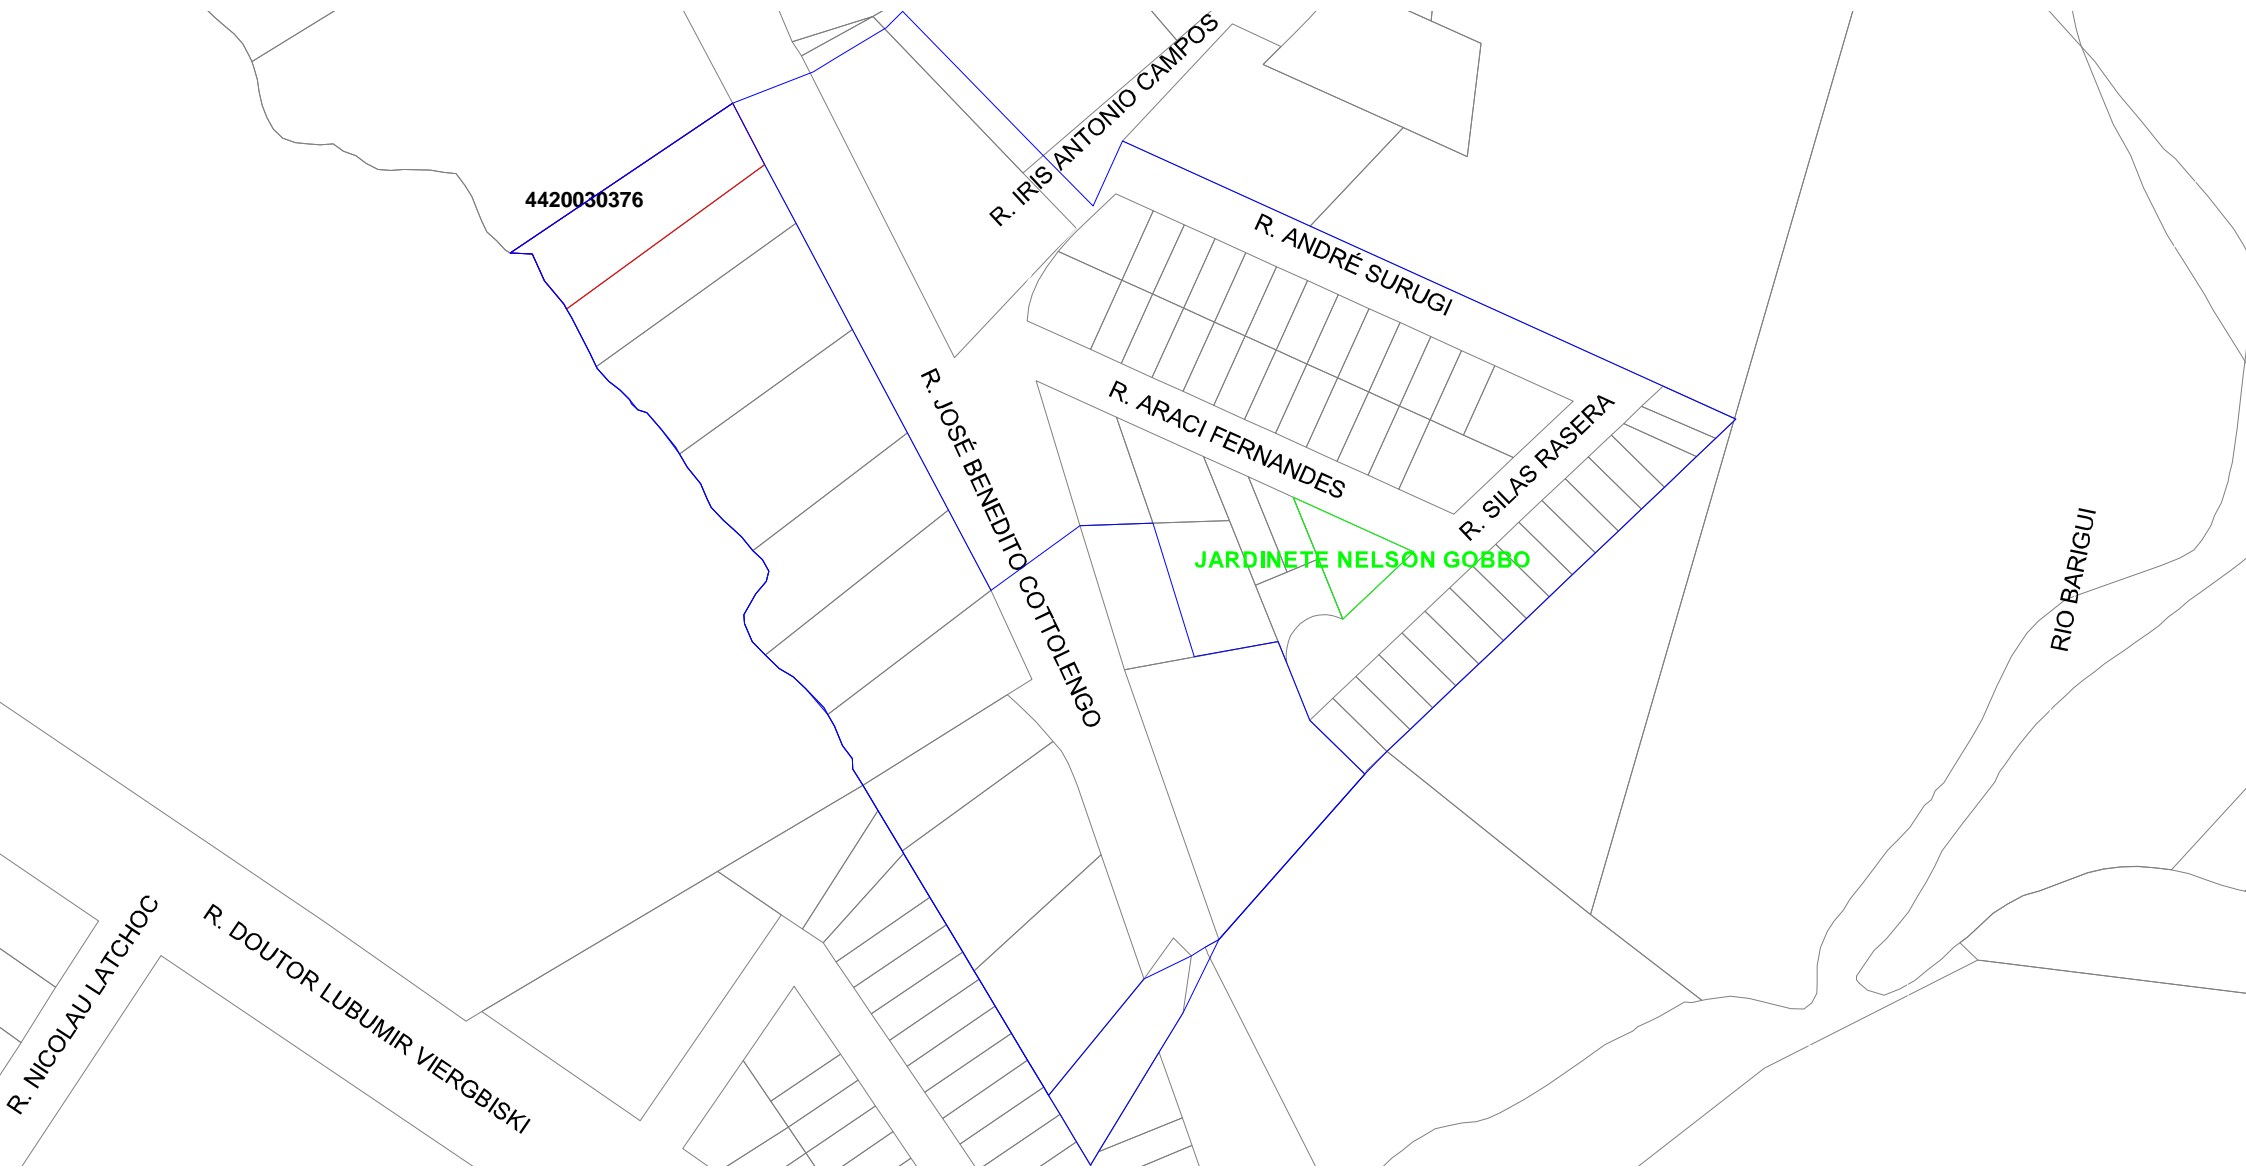 R. IRIS ANTONIO CAMPOS
4420030376
R. ANDRÉ SURUGI
R. JOSÉ BENEDITO COTTOLENGO
R. ARACI FERNANDES
R. SILAS RASERA
JARDINETE NELSON GOBBO
RIO BARIGUI
R. NICOLAU LATCHOC
R. DOUTOR LUBUMIR VIERGBISKI